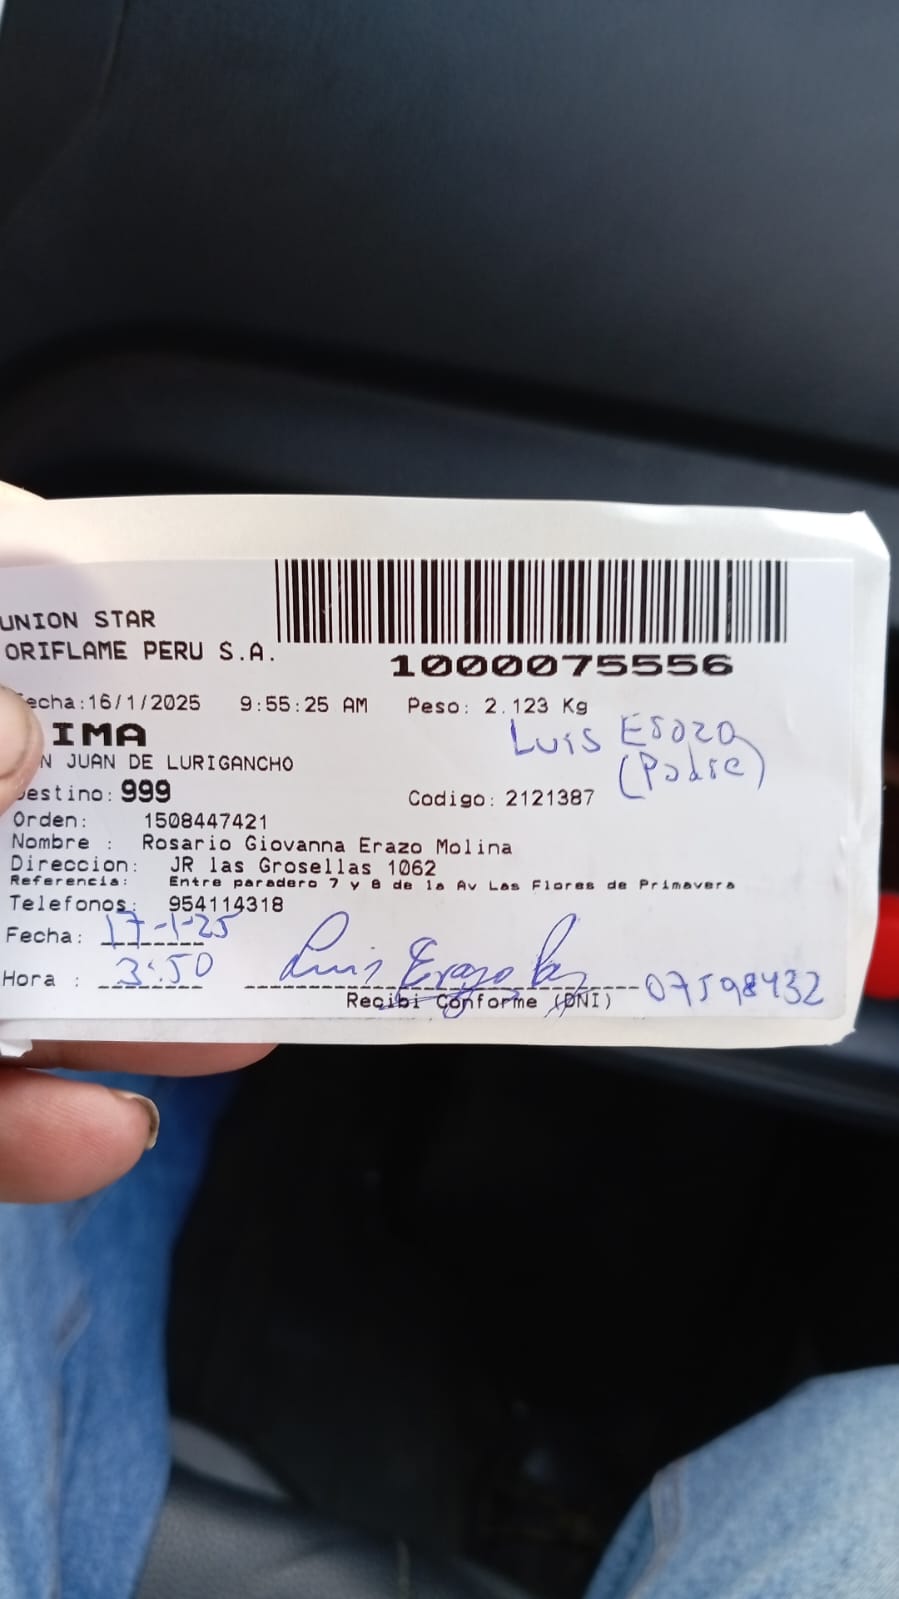 UNION STAR
ORIFLAME PERU S.A.
1000075556
echa:16/1/2025 9:55:25 AM Peso: 2.123 Kg
IMA
Luis Erazo
(Padre)
N JUAN DE LURIGANCHO
Destino: 999
Codigo: 2121387
Orden: 1508447421
Nombre : Rosario Giovanna Erazo Molina
Direccion: JR las Grosellas 1062
Referencia: Entre paradero 7 y 8 de la Av Las Flores de Primavera
Telefonos: 954114318
Fecha: 17-1-25
Hora : 3:50 Luis Erazo 07598432
Recibi Conforme (DNI)